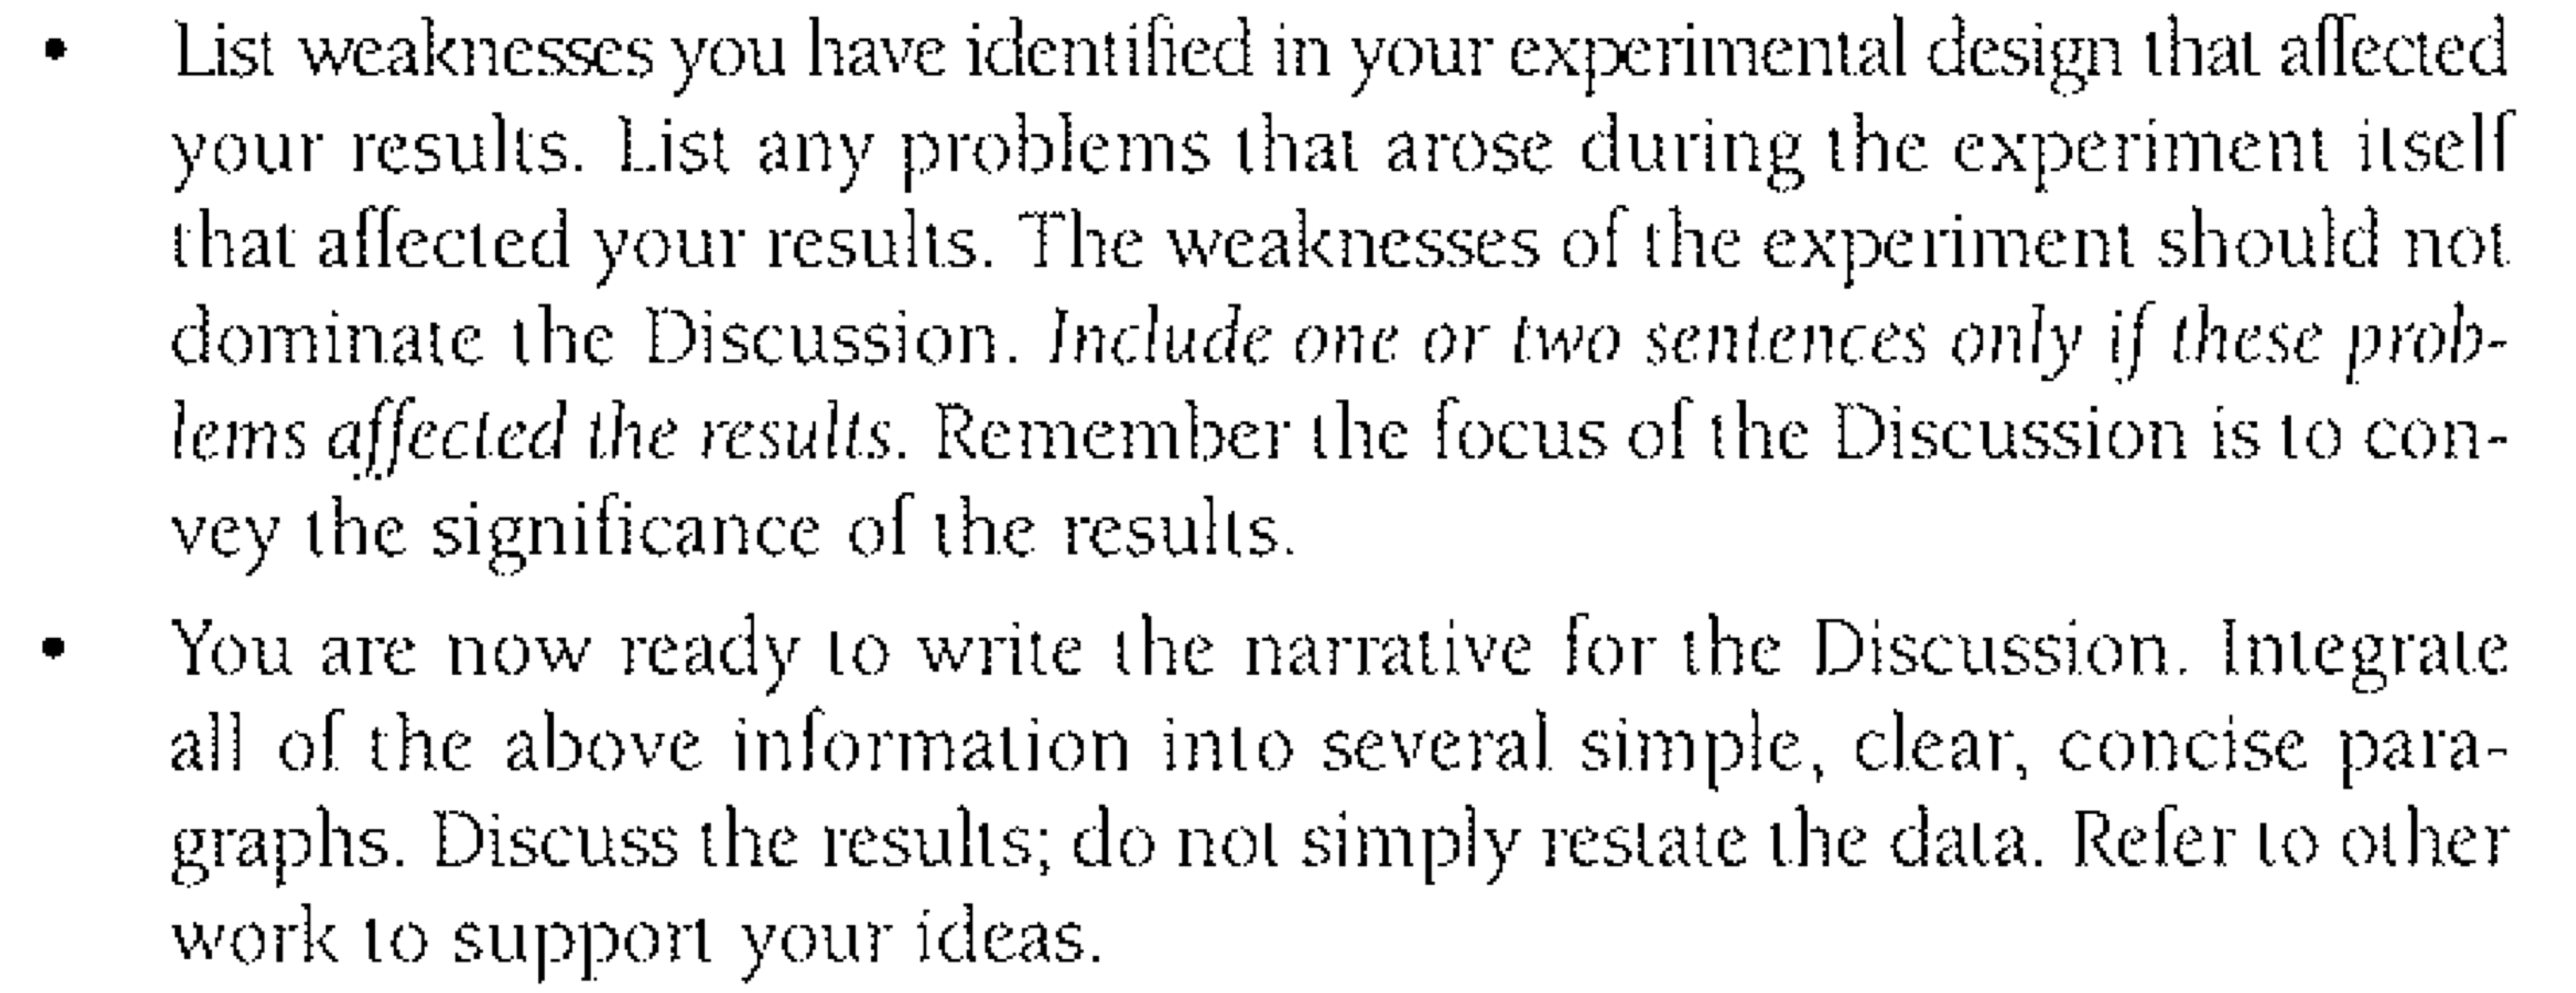 • List weaknesses you have identified in your experimental design that affected
your results. List any problems that arose during the experiment itself
that affected your results. The weaknesses of the experiment should not
dominate the Discussion. Include one or two sentences only if these prob-
lems affected the results. Remember the focus of the Discussion is to con-
vey the significance of the results.
• You are now ready to write the narrative for the Discussion. Integrate
all of the above information into several simple, clear, concise para-
graphs. Discuss the results; do not simply restate the data. Refer to other
work to support your ideas.